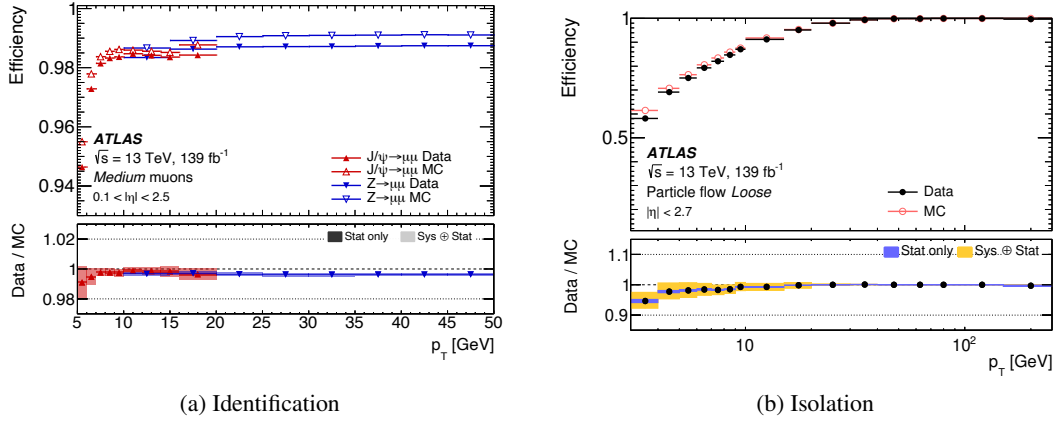 Efficiency
1
0.98
0.96
0.94
ATLAS
√s = 13 TeV, 139 fb⁻¹
Medium muons
0.1 < |η| < 2.5
J/ψ→μμ Data
J/ψ→μμ MC
Z→μμ Data
Z→μμ MC
Data / MC
1.02
1
0.98
Stat only
Sys ⊕ Stat
5 10 15 20 25 30 35 40 45 50
p_T [GeV]
(a) Identification
Efficiency
1
0.5
ATLAS
√s = 13 TeV, 139 fb⁻¹
Particle flow Loose
|η| < 2.7
Data
MC
Data / MC
1.1
1
0.9
Stat only
Sys ⊕ Stat
10 10²
p_T [GeV]
(b) Isolation